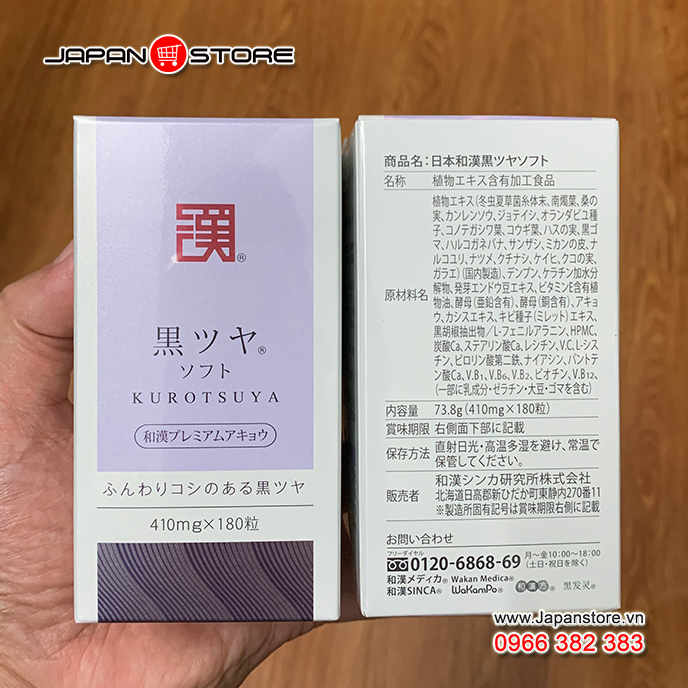 JAPAN STORE
漢®
黒ツヤ®
ソフト
KUROTSUYA
和漢プレミアムアキョウ
ふんわりコシのある黒ツヤ
410mg×180粒
商品名：日本和漢黒ツヤソフト
名称 植物エキス含有加工食品
原材料名
植物エキス（冬虫夏草菌糸体末、南燭葉、桑の
実、カンレンソウ、ジョテイシ、オランダビユ種
子、コノテガシワ葉、コウギ葉、ハスの実、黒ゴ
マ、ハルコガネバナ、サンザシ、ミカンの皮、ナ
ルコユリ、ナツメ、クチナシ、ケイヒ、クコの実、
ガラエ）（国内製造）、デンプン、ケラチン加水分
解物、発芽エンドウ豆エキス、ビタミンE含有植
物油、酵母（亜鉛含有）、酵母（銅含有）、アキョ
ウ、カシスエキス、キビ種子（ミレット）エキス、
黒胡椒抽出物／L-フェニルアラニン、HPMC、
炭酸Ca、ステアリン酸Ca、レシチン、V.C、L-シス
チン、ピロリン酸第二鉄、ナイアシン、パントテ
ン酸Ca、V.B₁、V.B₆、V.B₂、ビオチン、V.B₁₂、
（一部に乳成分・ゼラチン・大豆・ゴマを含む）
内容量 73.8g（410mg×180粒）
賞味期限 右側面下部に記載
保存方法 直射日光・高温多湿を避け、常温で
保管してください。
販売者 和漢シンカ研究所株式会社
北海道日高郡新ひだか町東静内270番11
※製造所固有記号は賞味期限右側に記載
お問い合わせ
フリーダイヤル
0120-6868-69 月～金10:00～18:00
（土日・祝日を除く）
和漢メディカ® Wakan Medica®
和漢SINCA® WaKamPo® 和漢芯® 黑发灵®
www.Japanstore.vn
0966 382 383